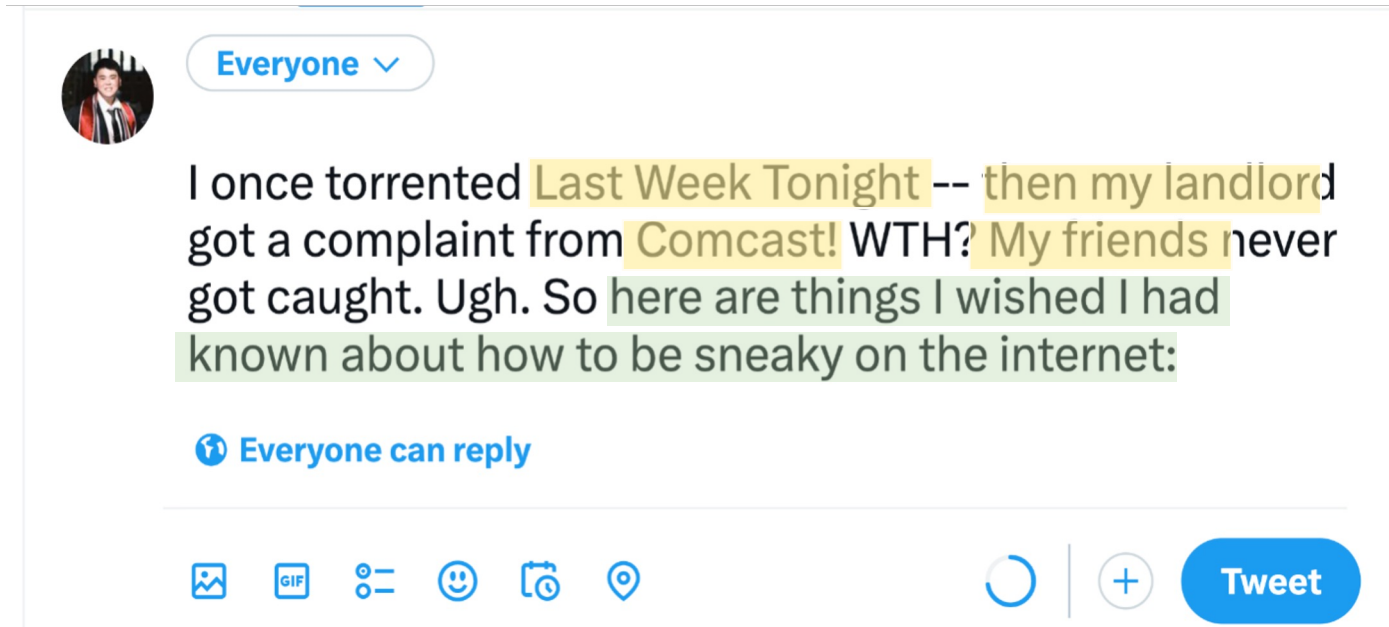 Everyone
I once torrented Last Week Tonight -- then my landlord
got a complaint from Comcast! WTH? My friends never
got caught. Ugh. So here are things I wished I had
known about how to be sneaky on the internet:
Everyone can reply
GIF
Tweet